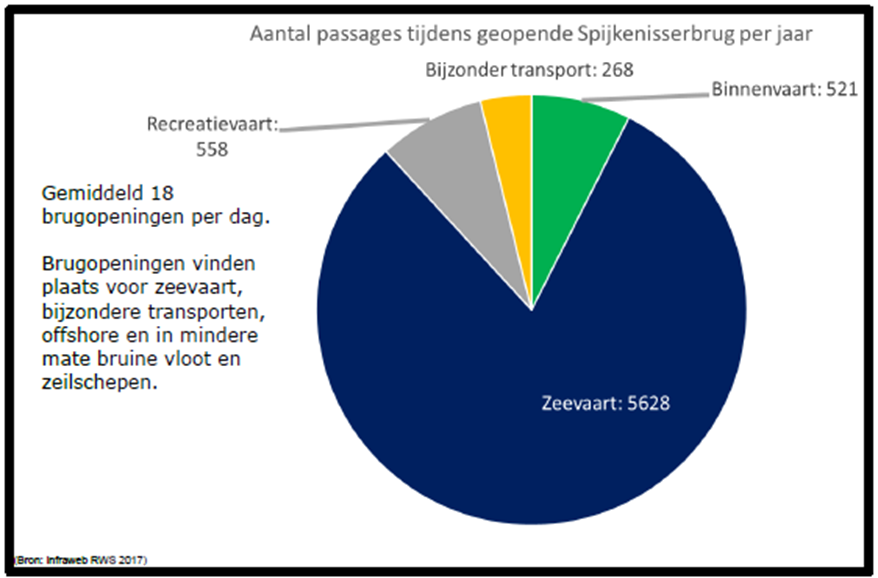 Aantal passages tijdens geopende Spijkenisserbrug per jaar
Bijzonder transport: 268
Binnenvaart: 521
Recreatievaart:
558
Gemiddeld 18
brugopeningen per dag.
Brugopeningen vinden
plaats voor zeevaart,
bijzondere transporten,
offshore en in mindere
mate bruine vloot en
zeilschepen.
Zeevaart: 5628
(Bron: Infraweb RWS 2017)